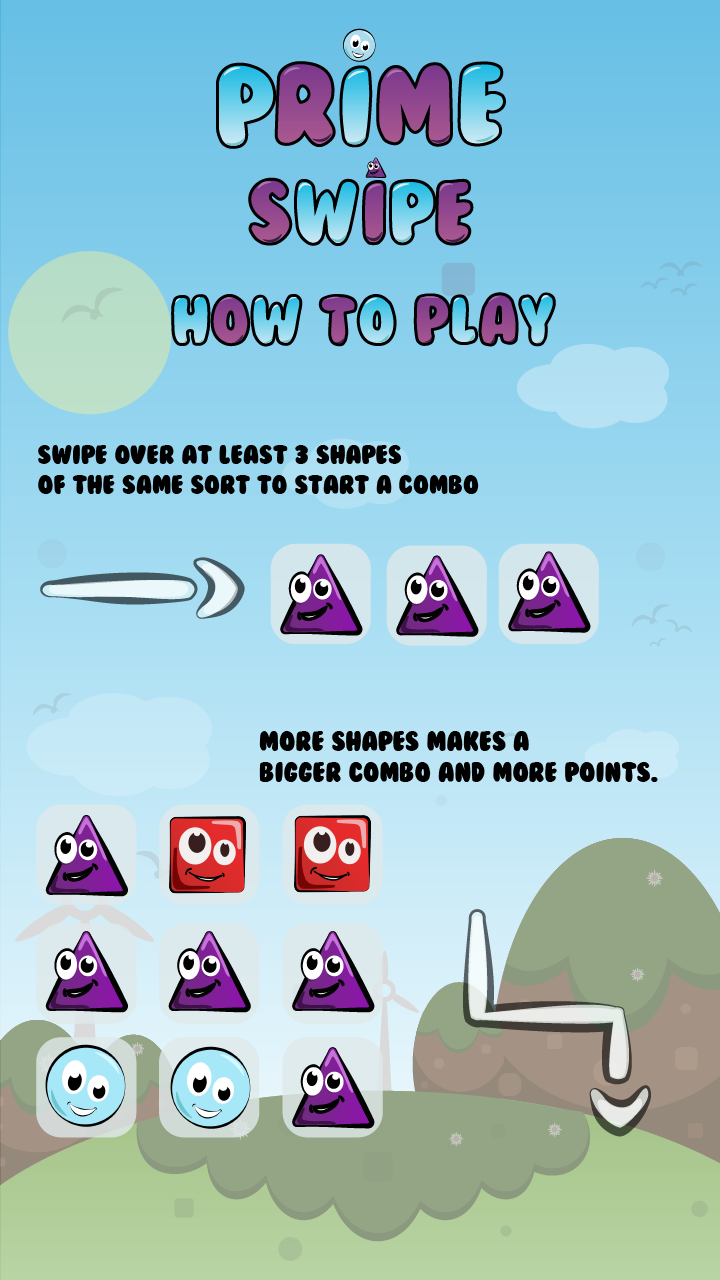 PRIME
SWIPE
HOW TO PLAY
SWIPE OVER AT LEAST 3 SHAPES
OF THE SAME SORT TO START A COMBO
MORE SHAPES MAKES A
BIGGER COMBO AND MORE POINTS.